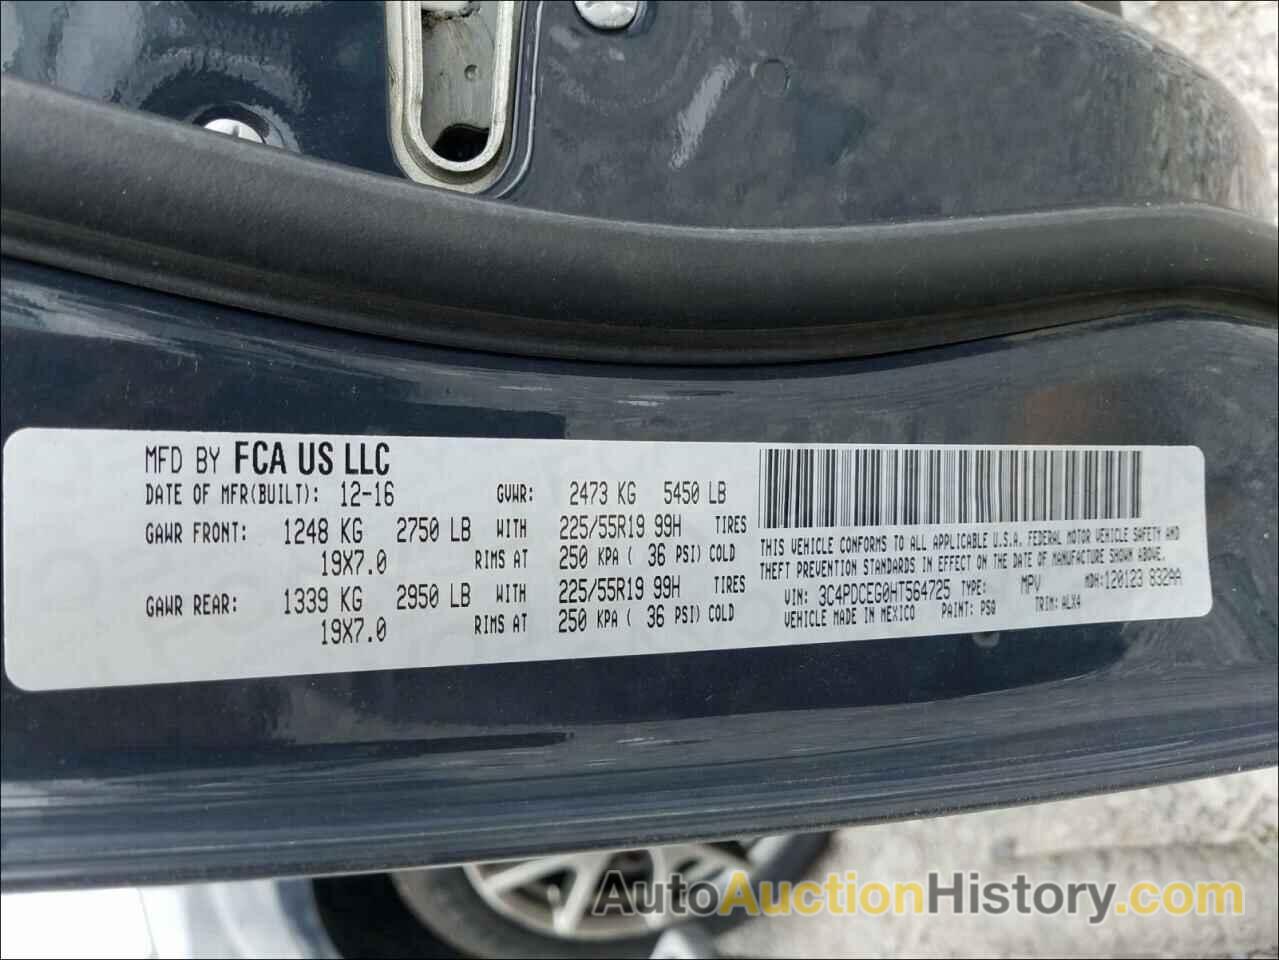 MFD BY FCA US LLC
DATE OF MFR(BUILT): 12-16 GVWR: 2473 KG 5450 LB
GAWR FRONT: 1248 KG 2750 LB WITH 225/55R19 99H TIRES
19X7.0 RIMS AT 250 KPA ( 36 PSI) COLD
GAWR REAR: 1339 KG 2950 LB WITH 225/55R19 99H TIRES
19X7.0 RIMS AT 250 KPA ( 36 PSI) COLD
THIS VEHICLE CONFORMS TO ALL APPLICABLE U.S.A. FEDERAL MOTOR VEHICLE SAFETY AND
THEFT PREVENTION STANDARDS IN EFFECT ON THE DATE OF MANUFACTURE SHOWN ABOVE.
VIN: 3C4PDCEG0HT564725 TYPE: MPV MDH:120123 832AA
VEHICLE MADE IN MEXICO PAINT: PSQ TRIM: ALX4
AutoAuctionHistory.com